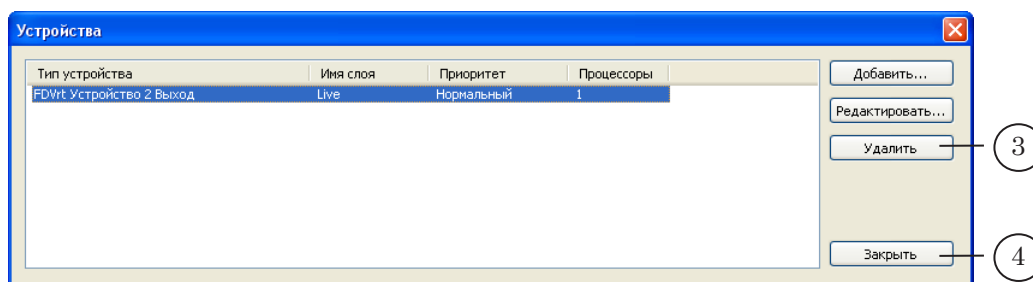 Устройства
Тип устройства Имя слоя Приоритет Процессоры
FDVrt Устройство 2 Выход Live Нормальный 1
Добавить...
Редактировать...
Удалить 3
Закрыть 4